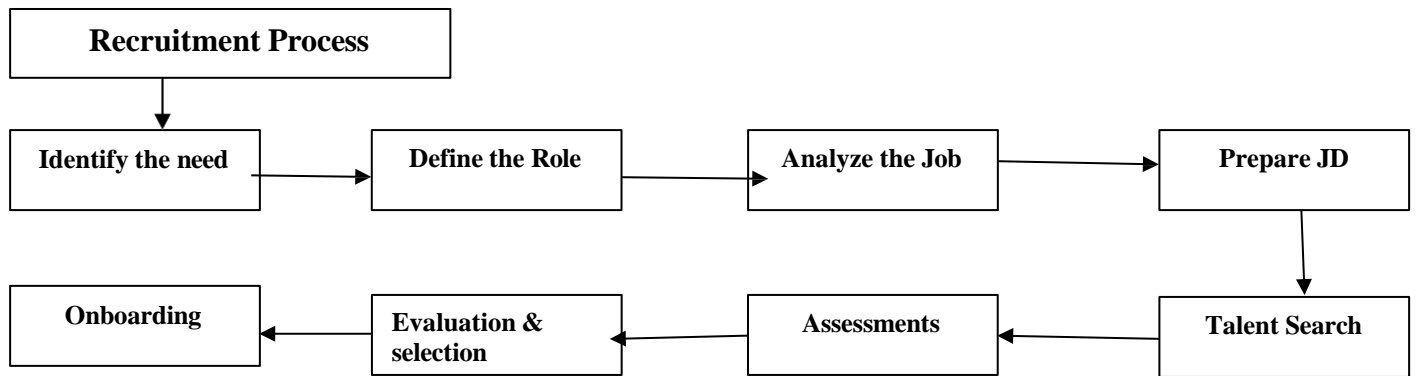 Recruitment Process
Identify the need
Define the Role
Analyze the Job
Prepare JD
Talent Search
Assessments
Evaluation &
selection
Onboarding